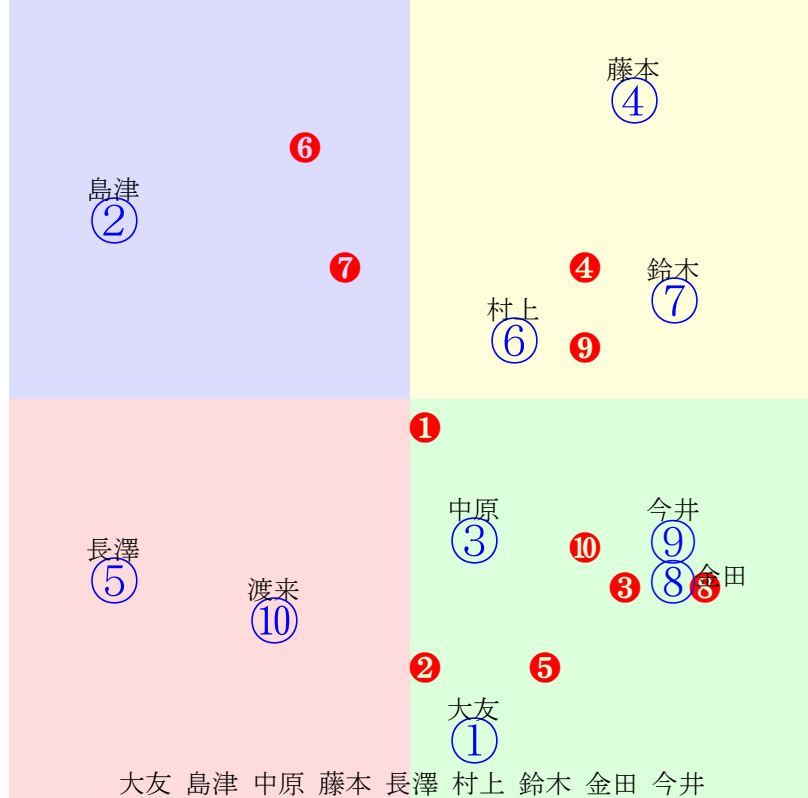 藤本
④
❻
島津
②
❼
❹
鈴木
⑦
村上
⑥
❾
❶
中原
③
今井
⑨
❿
長澤
⑤
❸
⑧
❽
金田
渡来
⑩
❷
❺
大友
①
大友 島津 中原 藤本 長澤 村上 鈴木 金田 今井